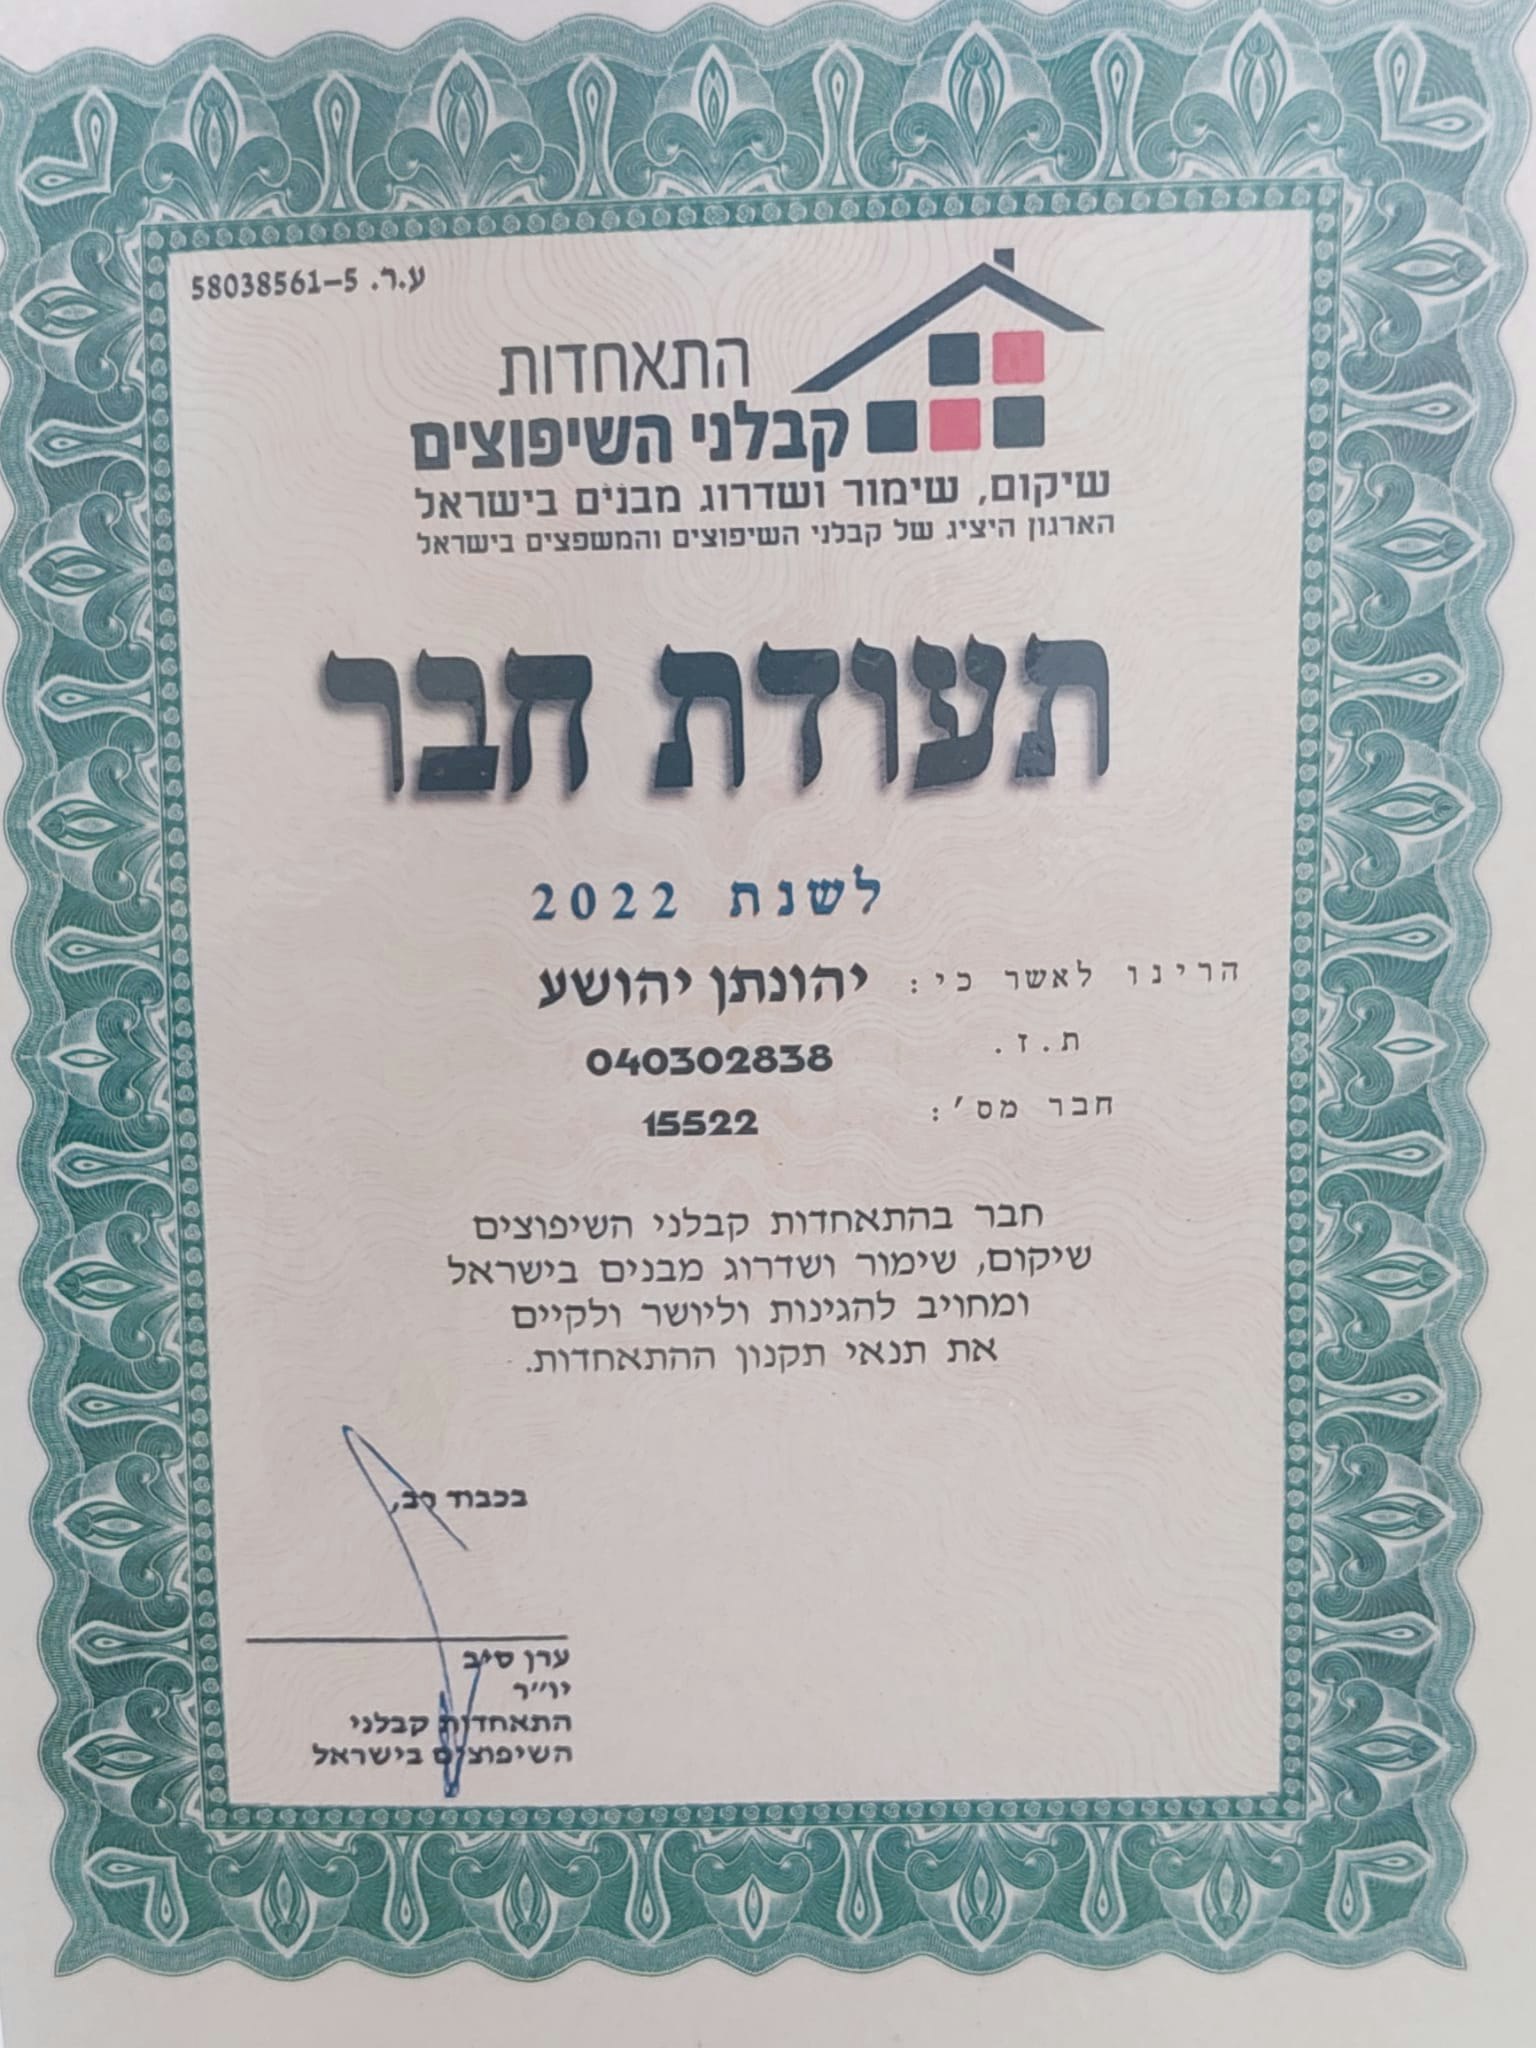 ע.ר. 58038561-5
התאחדות
קבלני השיפוצים
שיקום, שימור ושדרוג מבנים בישראל
הארגון היציג של קבלני השיפוצים והמשפצים בישראל
תעודת חבר
לשנת 2022
הרינו לאשר כי: יהונתן יהושע
ת.ז. 040302838
חבר מס': 15522
חבר בהתאחדות קבלני השיפוצים
שיקום, שימור ושדרוג מבנים בישראל
ומחויב להגינות וליושר ולקיים
את תנאי תקנון ההתאחדות.
בכבוד רב,
ערן סיב
יו"ר
התאחדות קבלני
השיפוצים בישראל